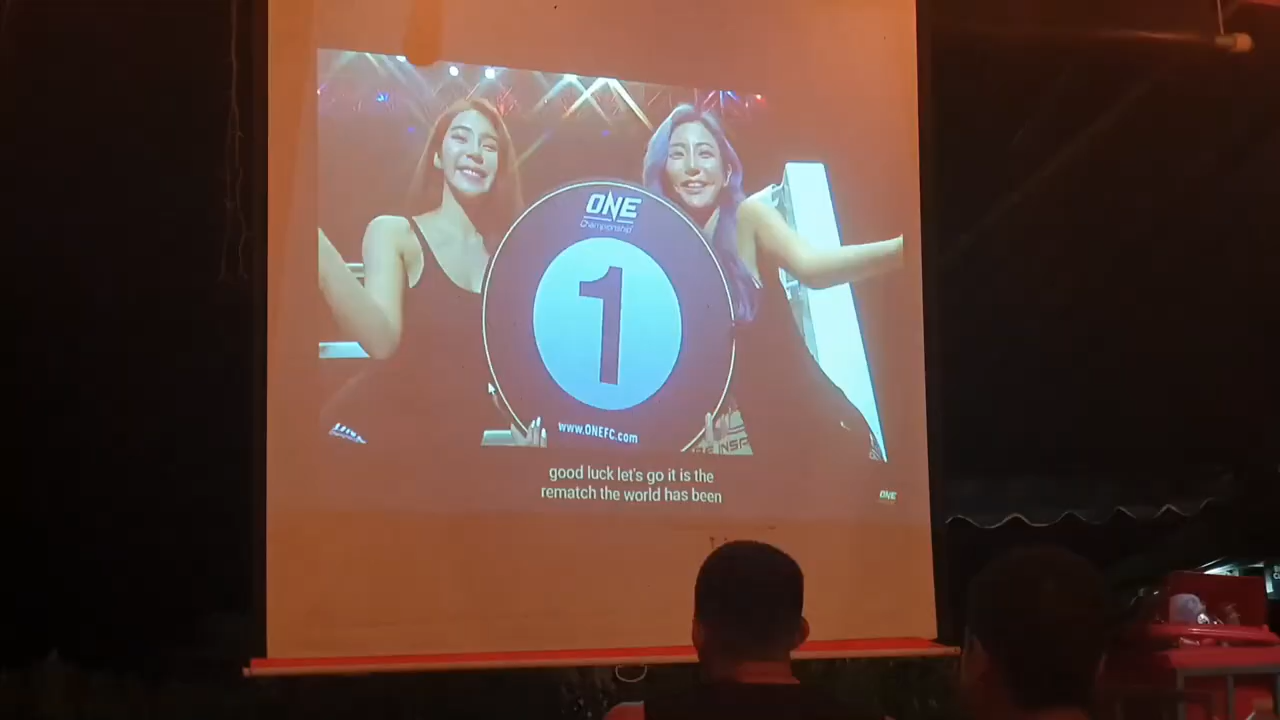 ONE
Championship
1
www.ONEFC.com
good luck let's go it is the
rematch the world has been
ONE